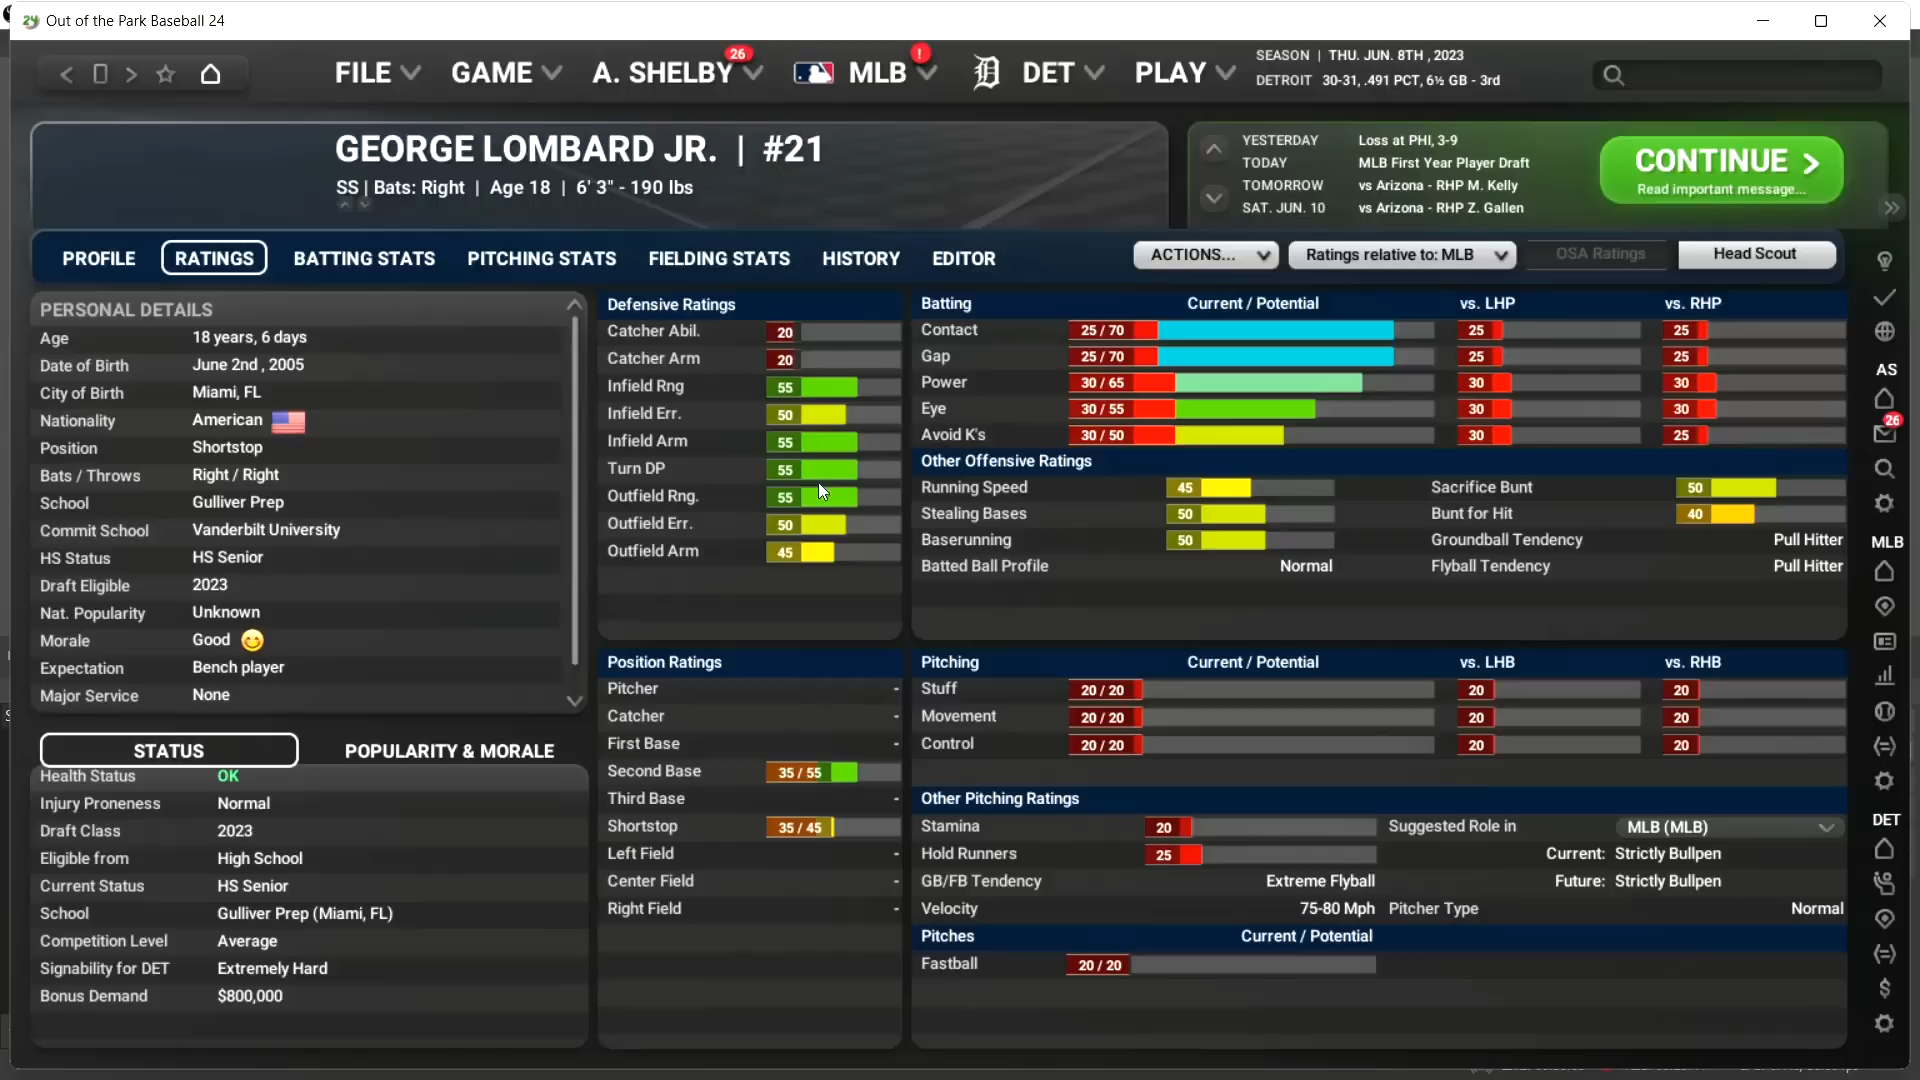 Out of the Park Baseball 24
FILE GAME A. SHELBY 26 MLB ! DET PLAY
SEASON | THU. JUN. 8TH , 2023
DETROIT 30-31, .491 PCT, 6½ GB - 3rd
GEORGE LOMBARD JR. | #21
SS | Bats: Right | Age 18 | 6' 3" - 190 lbs
YESTERDAY Loss at PHI, 3-9
TODAY MLB First Year Player Draft
TOMORROW vs Arizona - RHP M. Kelly
SAT. JUN. 10 vs Arizona - RHP Z. Gallen
CONTINUE >
Read important message...
PROFILE RATINGS BATTING STATS PITCHING STATS FIELDING STATS HISTORY EDITOR
ACTIONS... Ratings relative to: MLB OSA Ratings Head Scout
PERSONAL DETAILS
Age 18 years, 6 days
Date of Birth June 2nd , 2005
City of Birth Miami, FL
Nationality American
Position Shortstop
Bats / Throws Right / Right
School Gulliver Prep
Commit School Vanderbilt University
HS Status HS Senior
Draft Eligible 2023
Nat. Popularity Unknown
Morale Good
Expectation Bench player
Major Service None
STATUS POPULARITY & MORALE
Health Status OK
Injury Proneness Normal
Draft Class 2023
Eligible from High School
Current Status HS Senior
School Gulliver Prep (Miami, FL)
Competition Level Average
Signability for DET Extremely Hard
Bonus Demand $800,000
Defensive Ratings
Catcher Abil. 20
Catcher Arm 20
Infield Rng 55
Infield Err. 50
Infield Arm 55
Turn DP 55
Outfield Rng. 55
Outfield Err. 50
Outfield Arm 45
Position Ratings
Pitcher -
Catcher -
First Base -
Second Base 35 / 55
Third Base -
Shortstop 35 / 45
Left Field -
Center Field -
Right Field -
Batting Current / Potential vs. LHP vs. RHP
Contact 25 / 70 25 25
Gap 25 / 70 25 25
Power 30 / 65 30 30
Eye 30 / 55 30 30
Avoid K's 30 / 50 30 25
Other Offensive Ratings
Running Speed 45 Sacrifice Bunt 50
Stealing Bases 50 Bunt for Hit 40
Baserunning 50 Groundball Tendency Pull Hitter
Batted Ball Profile Normal Flyball Tendency Pull Hitter
Pitching Current / Potential vs. LHB vs. RHB
Stuff 20 / 20 20 20
Movement 20 / 20 20 20
Control 20 / 20 20 20
Other Pitching Ratings
Stamina 20 Suggested Role in MLB (MLB)
Hold Runners 25 Current: Strictly Bullpen
GB/FB Tendency Extreme Flyball Future: Strictly Bullpen
Velocity 75-80 Mph Pitcher Type Normal
Pitches Current / Potential
Fastball 20 / 20
AS
26
MLB
DET